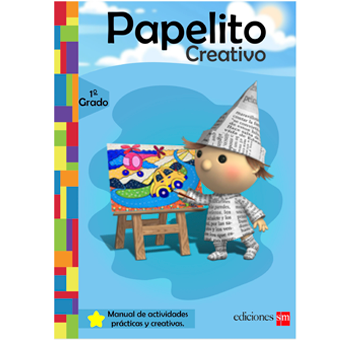 Papelito
Creativo
1º
Grado
Manual de actividades
prácticas y creativas.
ediciones sm